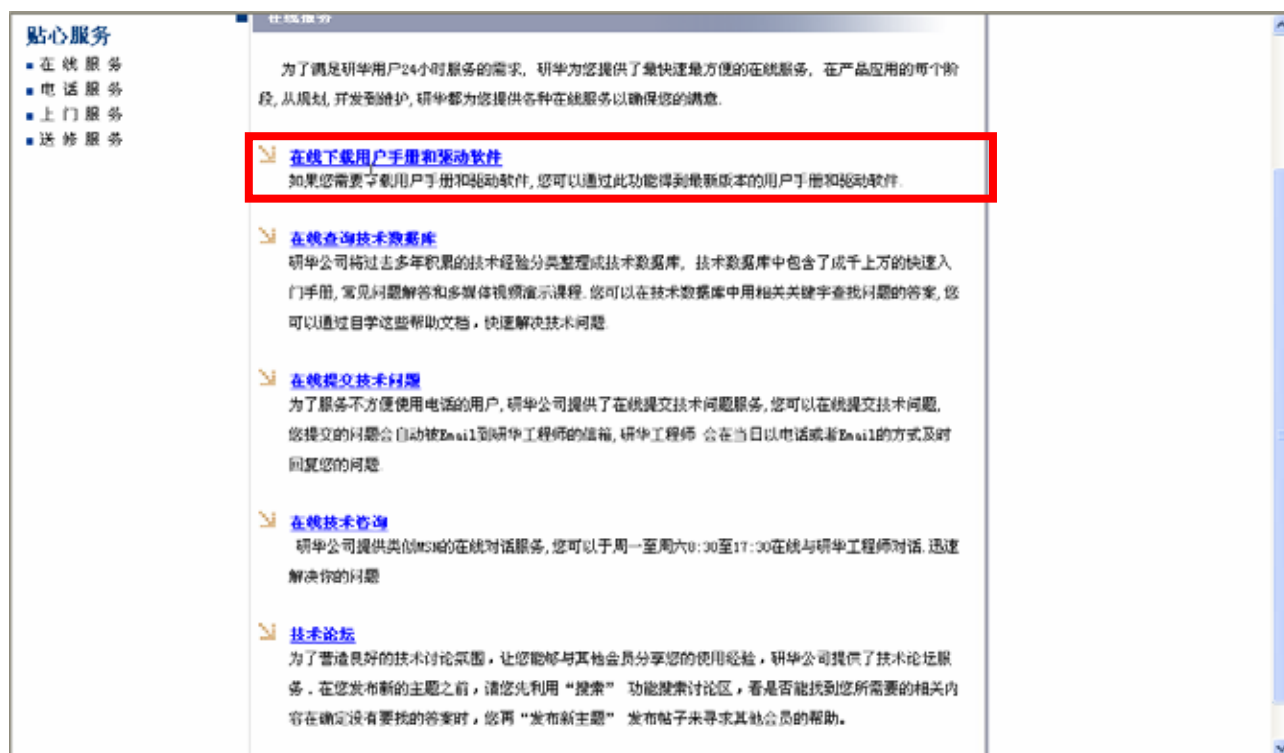 贴心服务
在线服务
电话服务
上门服务
送修服务
在线服务
为了满足研华用户24小时服务的需求, 研华为您提供了最快速最方便的在线服务, 在产品应用的每个阶
段,从规划,开发到维护,研华都为您提供各种在线服务以确保您的满意.
在线下载用户手册和驱动软件
如果您需要下载用户手册和驱动软件,您可以通过此功能得到最新版本的用户手册和驱动软件.
在线查询技术数据库
研华公司将过去多年积累的技术经验分类整理成技术数据库, 技术数据库中包含了成千上万的快速入
门手册,常见问题解答和多媒体视频演示课程.您可以在技术数据库中用相关关键字查找问题的答案,您
可以通过自学这些帮助文档，快速解决技术问题.
在线提交技术问题
为了服务不方便使用电话的用户,研华公司提供了在线提交技术问题服务,您可以在线提交技术问题,
您提交的问题会自动被Email到研华工程师的信箱,研华工程师 会在当日以电话或者Email的方式及时
回复您的问题.
在线技术咨询
研华公司提供类似MSN的在线对话服务,您可以于周一至周六8:30至17:30在线与研华工程师对话.迅速
解决你的问题
技术论坛
为了营造良好的技术讨论氛围，让您能够与其他会员分享您的使用经验，研华公司提供了技术论坛服
务．在您发布新的主题之前，请您先利用“搜索” 功能搜索讨论区，看是否能找到您所需要的相关内
容在确定没有要找的答案时，您再“发布新主题” 发布帖子来寻求其他会员的帮助。